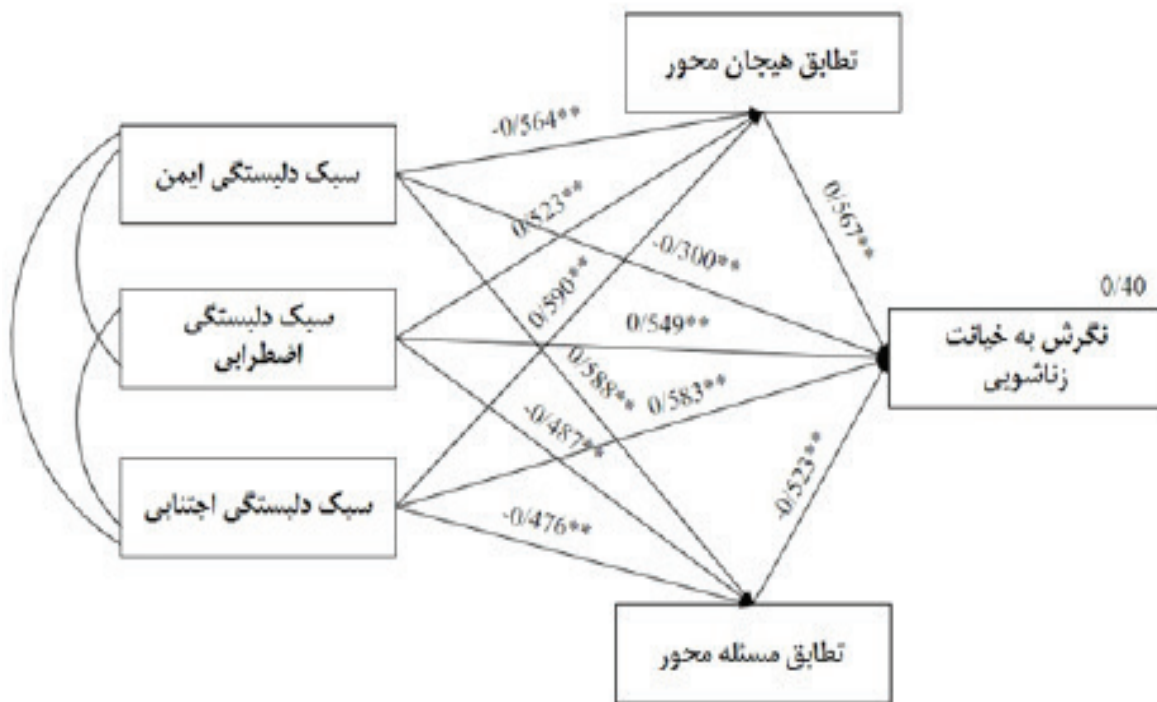 تطابق هیجان محور
-0/564**
سبک دلبستگی ایمن
0/523**
0/567**
-0/300**
0/590**
0/40
سبک دلبستگی
اضطرابی
0/549**
نگرش به خیانت
زناشویی
0/588**
0/583**
-0/487**
سبک دلبستگی اجتنابی
-0/476**
-0/523**
تطابق مسئله محور